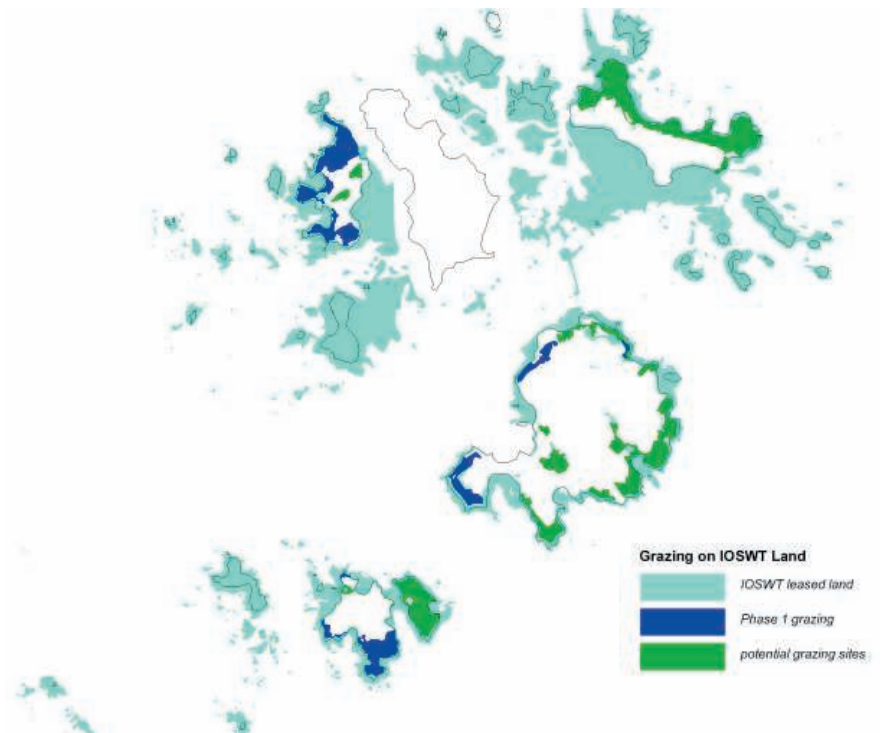 Grazing on IOSWT Land
IOSWT leased land
Phase 1 grazing
potential grazing sites